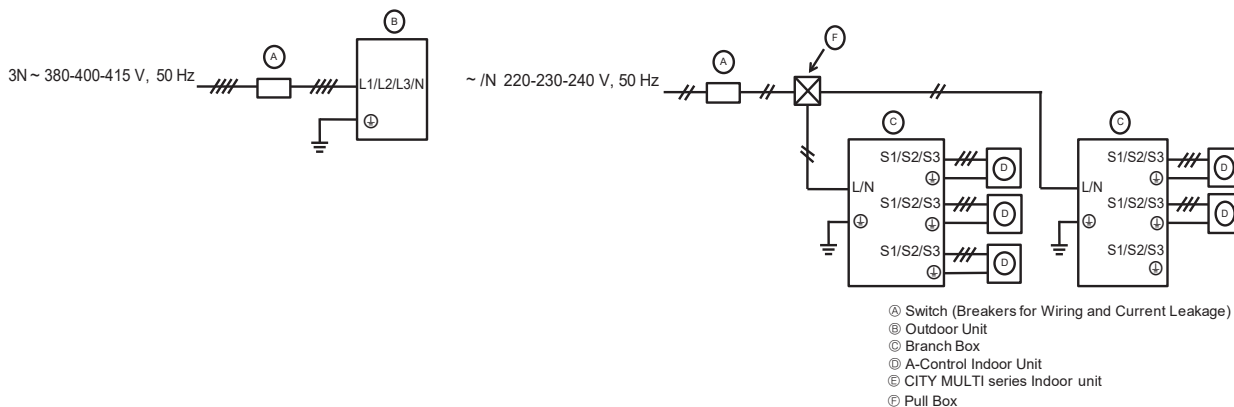 Ⓑ
Ⓐ
3N ~ 380-400-415 V, 50 Hz
L1/L2/L3/N
⏚
Ⓕ
Ⓐ
~ /N 220-230-240 V, 50 Hz
Ⓒ
L/N
⏚
S1/S2/S3
⏚
Ⓓ
S1/S2/S3
⏚
Ⓓ
S1/S2/S3
⏚
Ⓓ
Ⓒ
L/N
⏚
S1/S2/S3
⏚
Ⓓ
S1/S2/S3
⏚
Ⓓ
S1/S2/S3
⏚
Ⓐ Switch (Breakers for Wiring and Current Leakage)
Ⓑ Outdoor Unit
Ⓒ Branch Box
Ⓓ A-Control Indoor Unit
Ⓔ CITY MULTI series Indoor unit
Ⓕ Pull Box